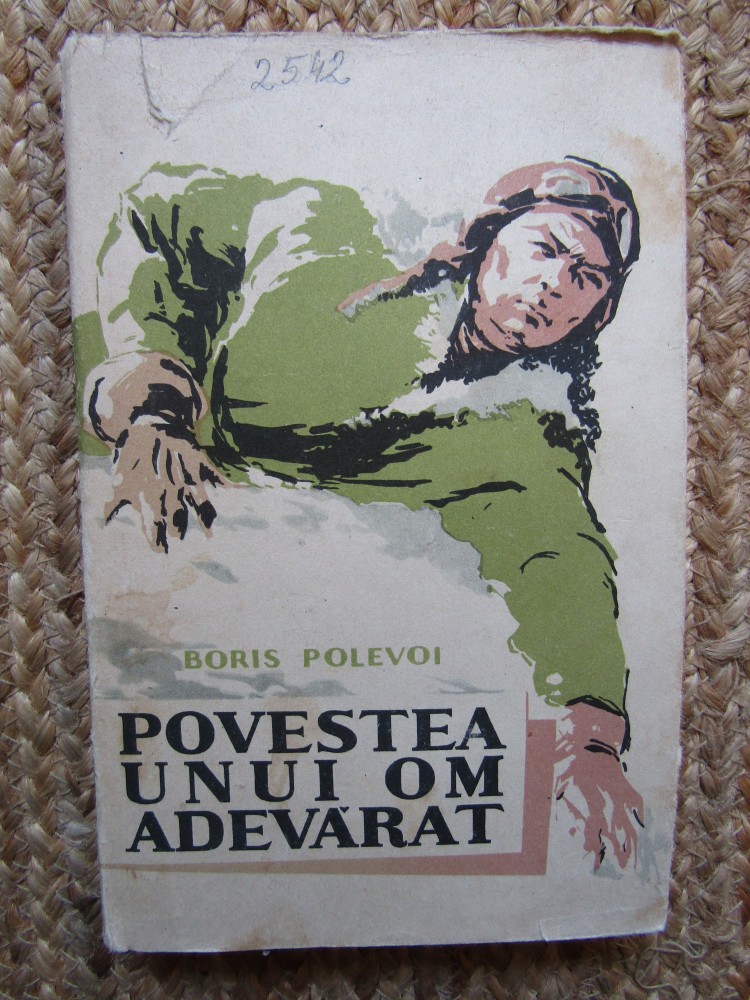 2542
BORIS POLEVOI
POVESTEA
UNUI OM
ADEVĂRAT